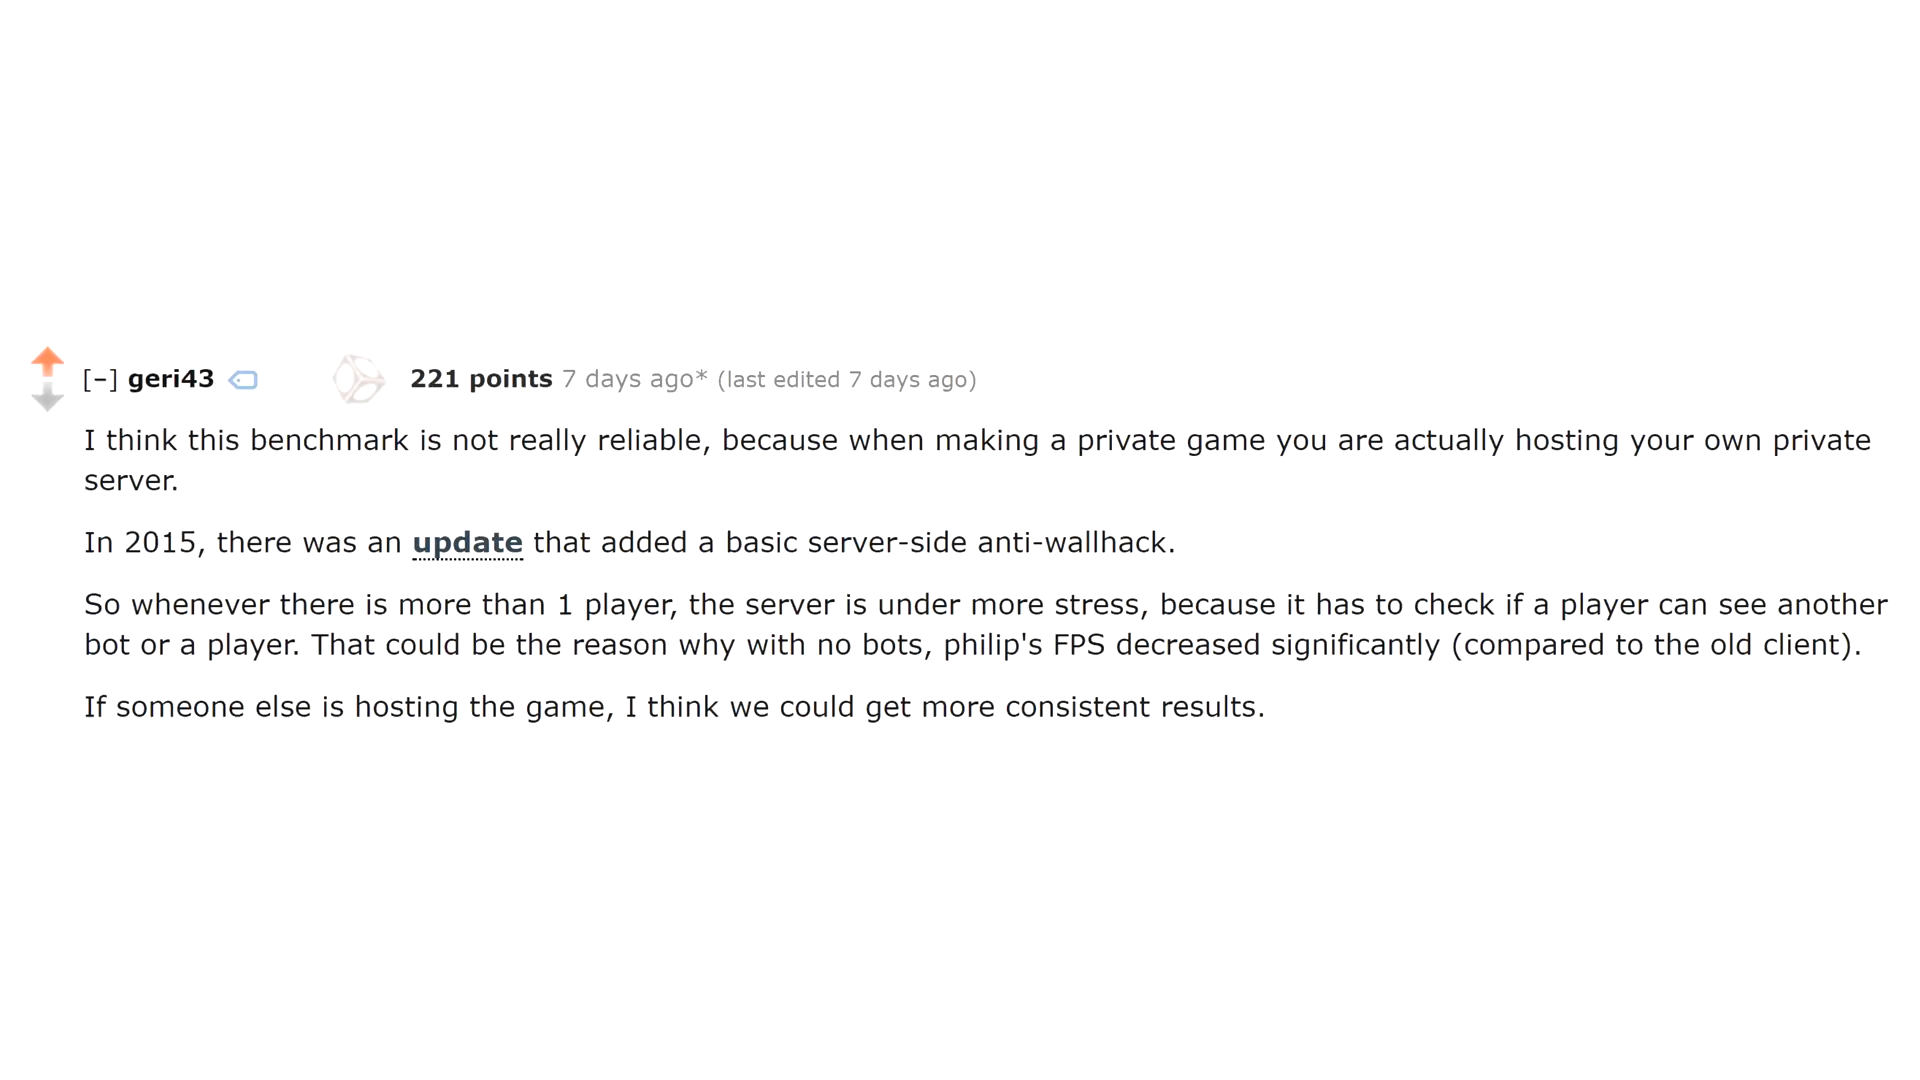 [–] geri43 221 points 7 days ago* (last edited 7 days ago)
I think this benchmark is not really reliable, because when making a private game you are actually hosting your own private
server.
In 2015, there was an update that added a basic server-side anti-wallhack.
So whenever there is more than 1 player, the server is under more stress, because it has to check if a player can see another
bot or a player. That could be the reason why with no bots, philip's FPS decreased significantly (compared to the old client).
If someone else is hosting the game, I think we could get more consistent results.